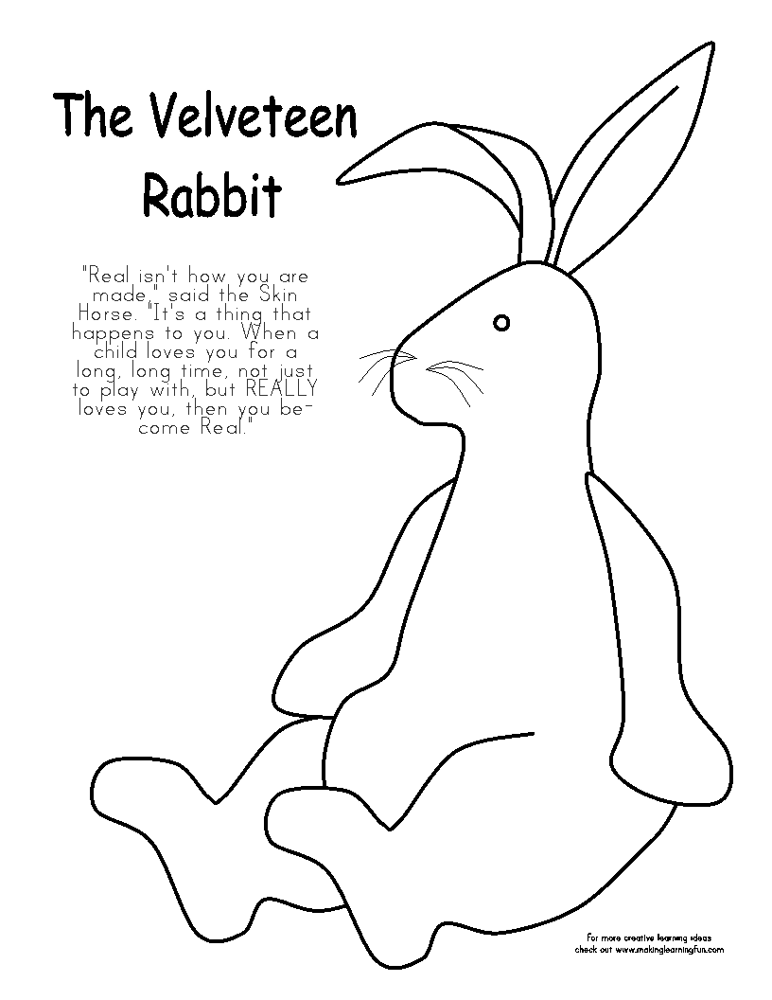 The Velveteen
Rabbit
"Real isn't how you are
made," said the Skin
Horse. "It's a thing that
happens to you. When a
child loves you for a
long, long time, not just
to play with, but REALLY
loves you, then you be-
come Real."
For more creative learning ideas
check out www.makinglearningfun.com